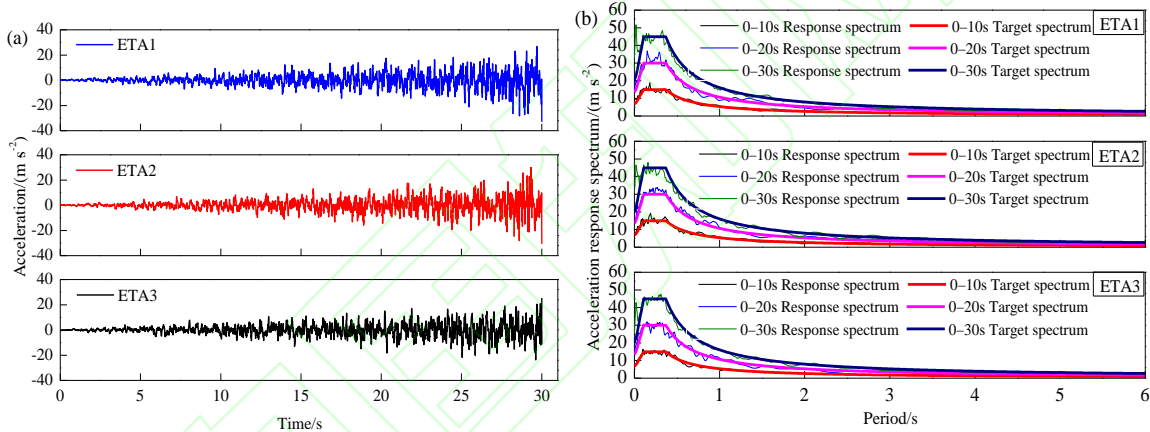 (a)
Acceleration/(m s-2)
40
20
0
-20
-40
ETA1
40
20
0
-20
-40
ETA2
40
20
0
-20
-40
ETA3
0 5 10 15 20 25 30
Time/s
(b)
Acceleration response spectrum/(m s-2)
60
50
40
30
20
10
0
ETA1
0–10s Response spectrum 0–10s Target spectrum
0–20s Response spectrum 0–20s Target spectrum
0–30s Response spectrum 0–30s Target spectrum
60
50
40
30
20
10
0
ETA2
0–10s Response spectrum 0–10s Target spectrum
0–20s Response spectrum 0–20s Target spectrum
0–30s Response spectrum 0–30s Target spectrum
60
50
40
30
20
10
0
ETA3
0–10s Response spectrum 0–10s Target spectrum
0–20s Response spectrum 0–20s Target spectrum
0–30s Response spectrum 0–30s Target spectrum
0 1 2 3 4 5 6
Period/s